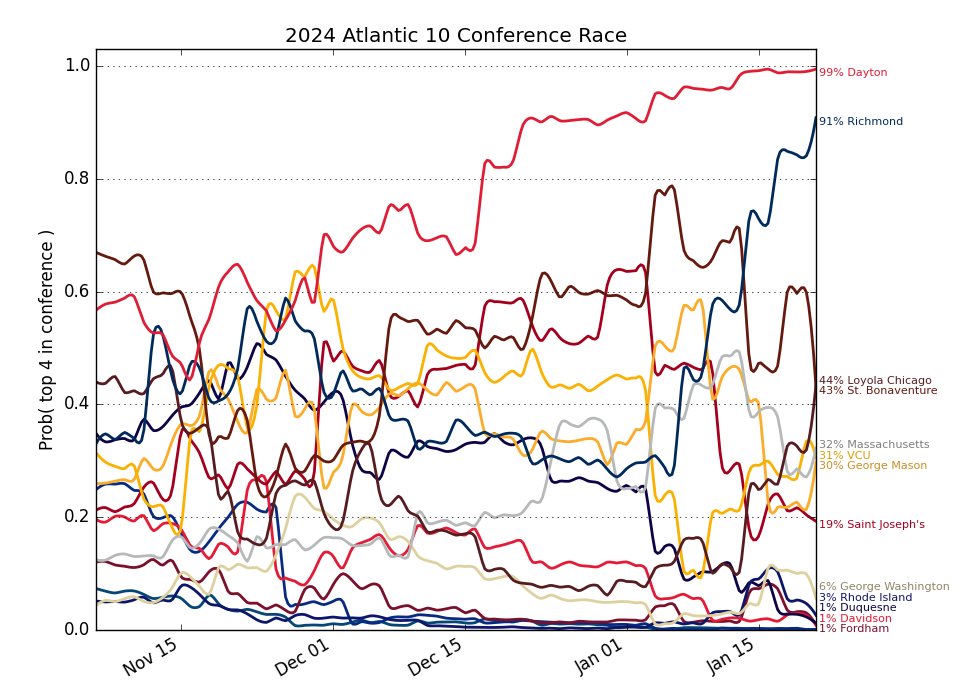 2024 Atlantic 10 Conference Race
Prob( top 4 in conference )
1.0
0.8
0.6
0.4
0.2
0.0
Nov 15
Dec 01
Dec 15
Jan 01
Jan 15
99% Dayton
91% Richmond
44% Loyola Chicago
43% St. Bonaventure
32% Massachusetts
31% VCU
30% George Mason
19% Saint Joseph's
6% George Washington
3% Rhode Island
1% Duquesne
1% Davidson
1% Fordham